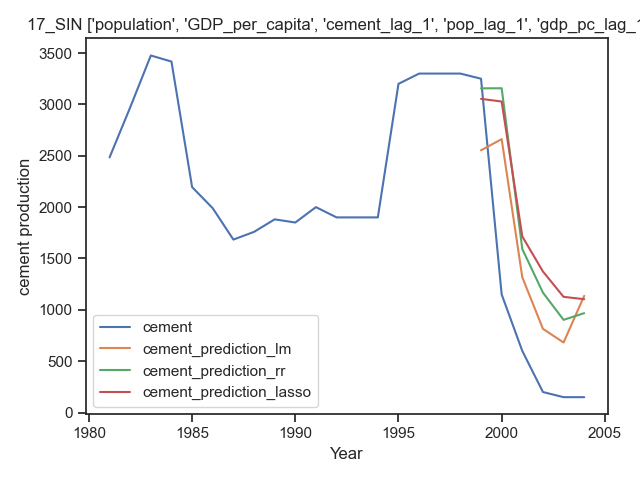 17_SIN ['population', 'GDP_per_capita', 'cement_lag_1', 'pop_lag_1', 'gdp_pc_lag_1
3500
3000
2500
2000
1500
1000
500
0
cement production
cement
cement_prediction_lm
cement_prediction_rr
cement_prediction_lasso
1980 1985 1990 1995 2000 2005
Year